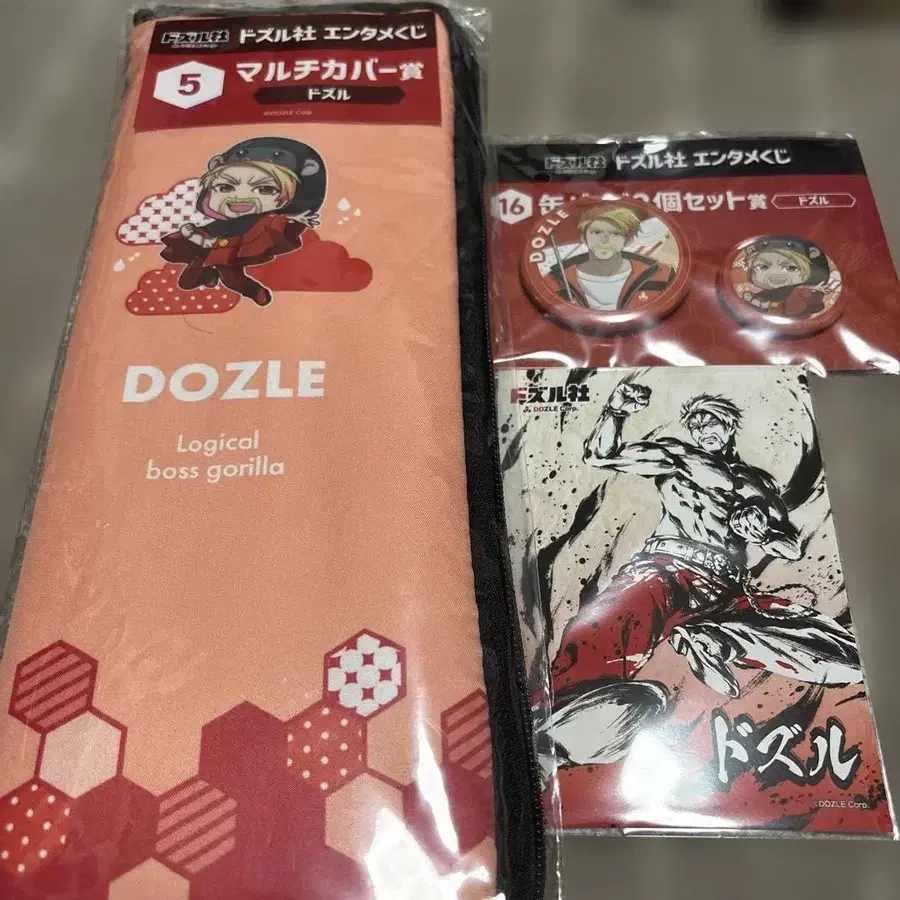 ドズル社
ドズル社 エンタメくじ
5
マルチカバー賞
ドズル
©DOZLE Corp.
DOZLE
Logical
boss gorilla
ドズル社
ドズル社 エンタメくじ
16
個セット賞
ドズル
DOZLE
ドズル社
DOZLE Corp.
ドズル
©DOZLE Corp.